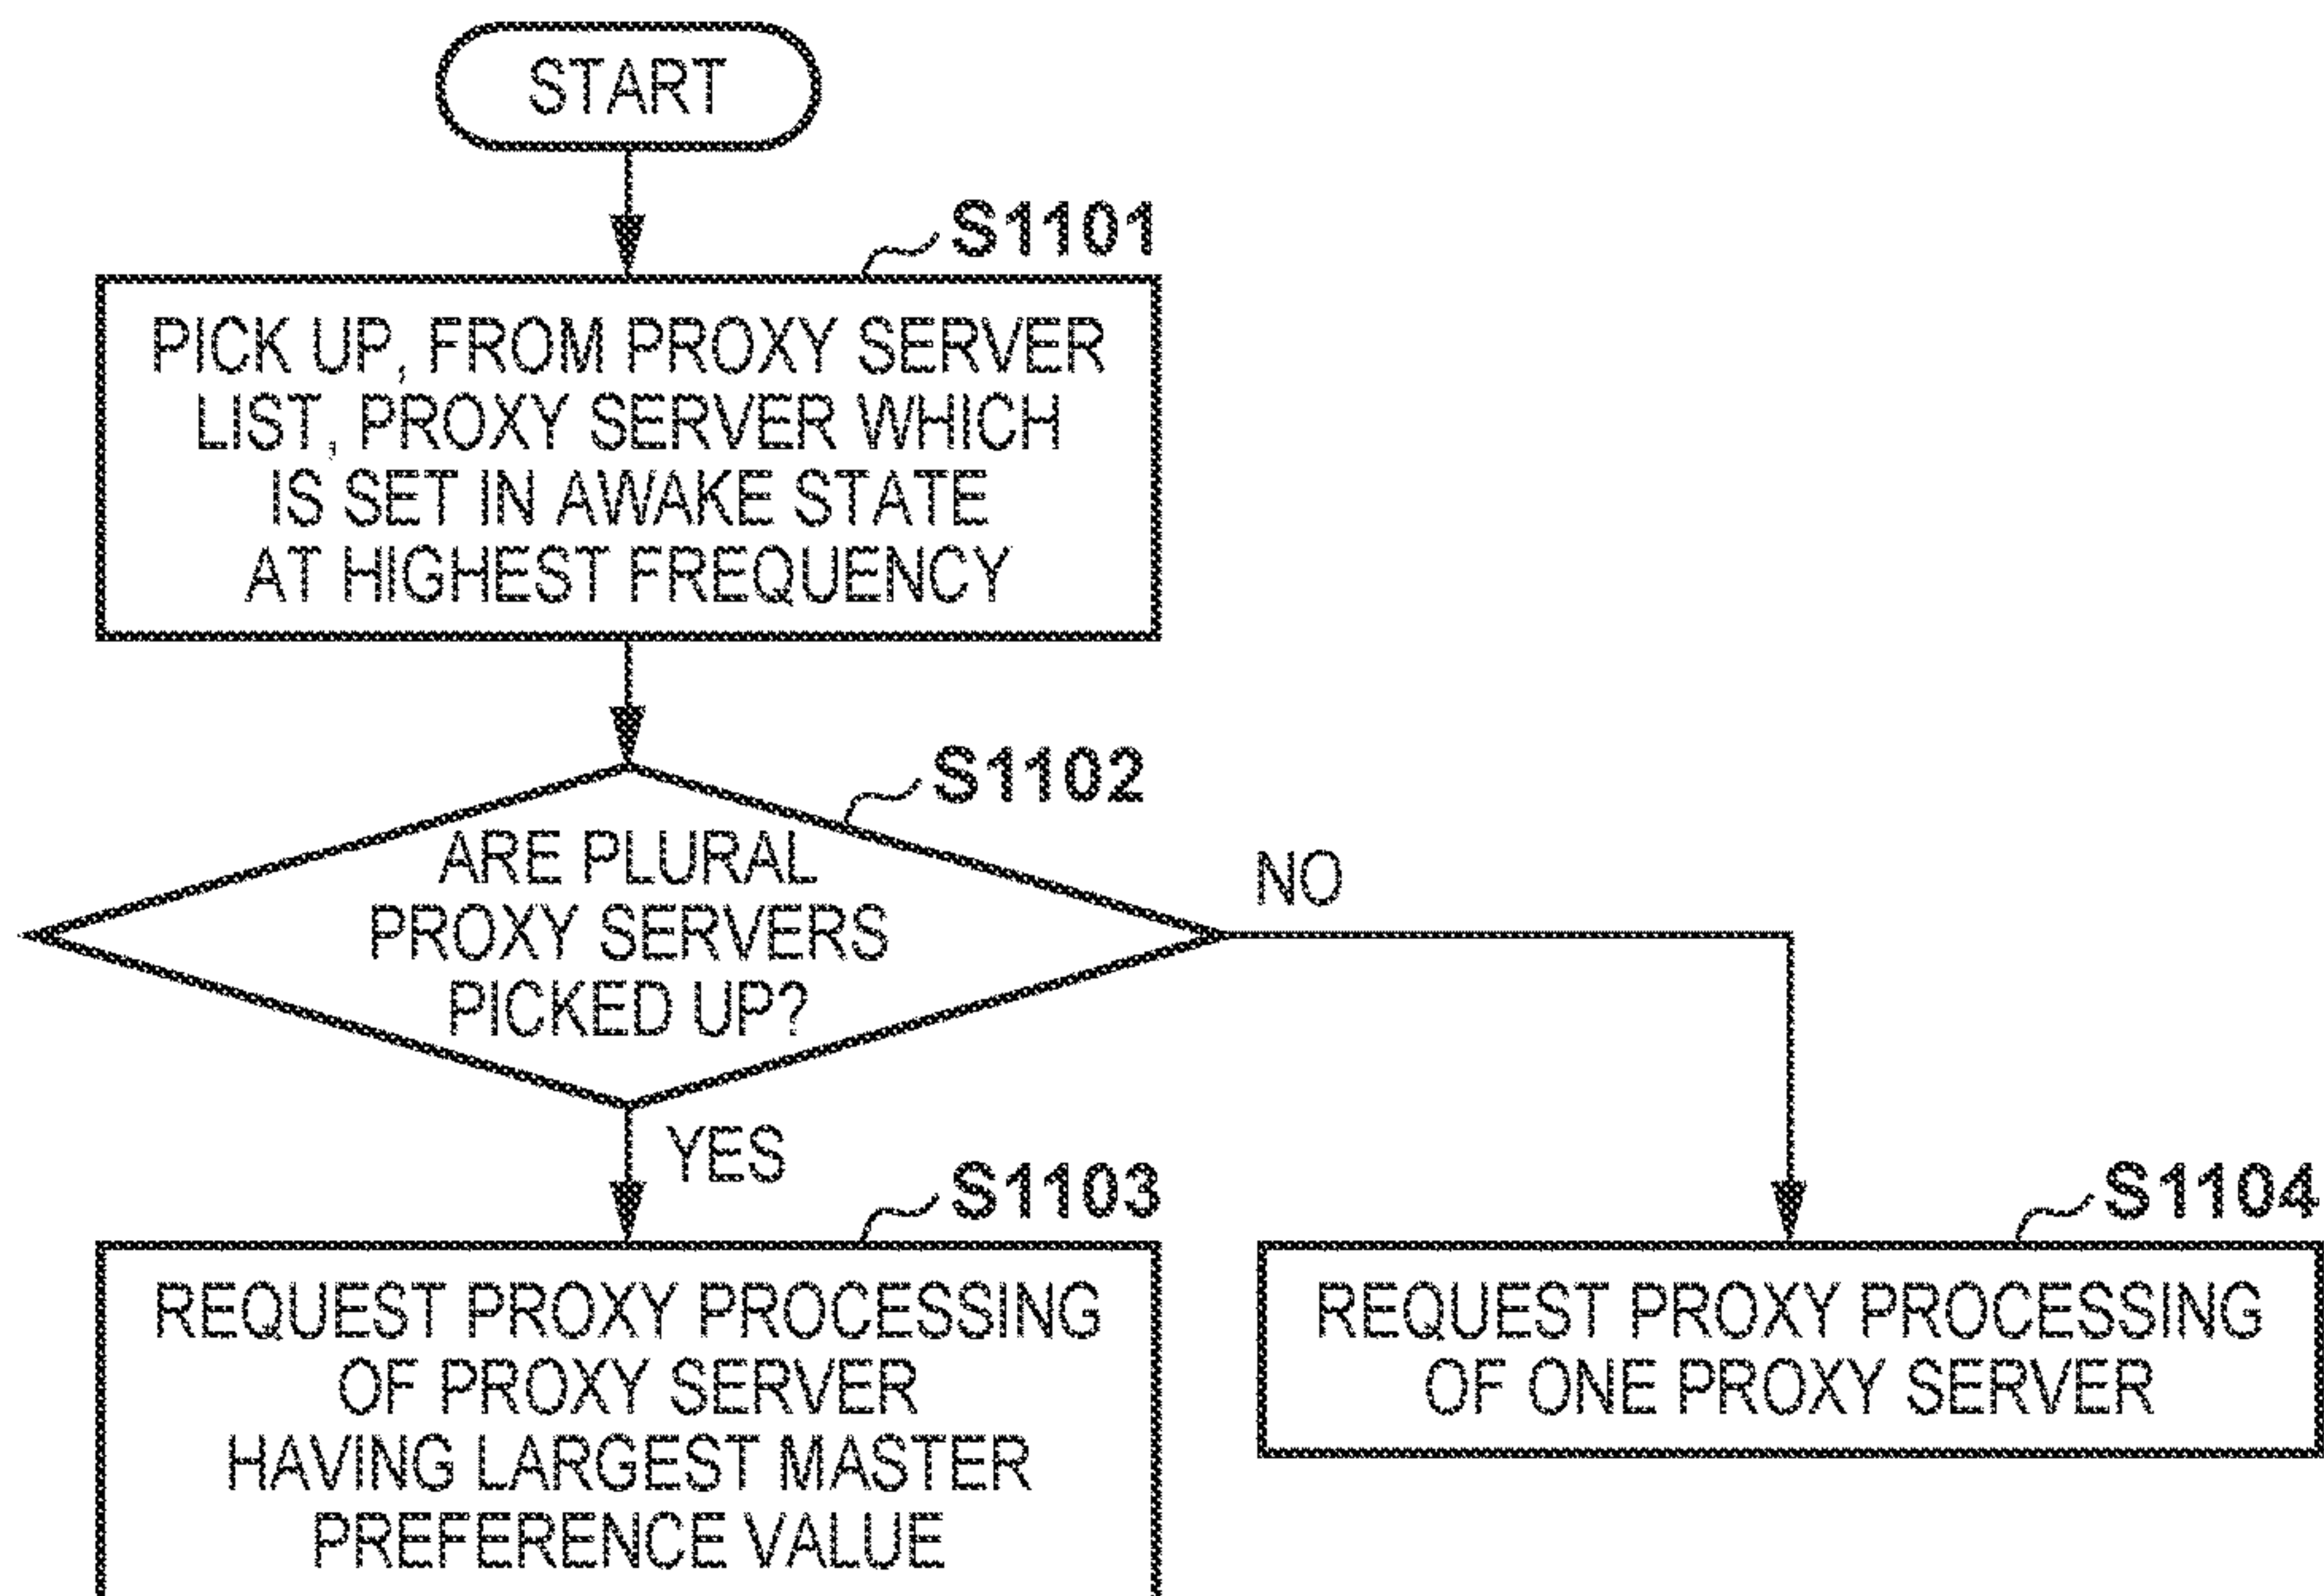 START
S1101
PICK UP, FROM PROXY SERVER
LIST, PROXY SERVER WHICH
IS SET IN AWAKE STATE
AT HIGHEST FREQUENCY
S1102
ARE PLURAL
PROXY SERVERS
PICKED UP?
NO
YES
S1103
REQUEST PROXY PROCESSING
OF PROXY SERVER
HAVING LARGEST MASTER
PREFERENCE VALUE
S1104
REQUEST PROXY PROCESSING
OF ONE PROXY SERVER